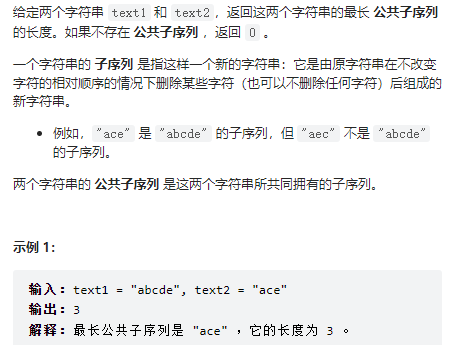 给定两个字符串 text1 和 text2，返回这两个字符串的最长 公共子序列
的长度。如果不存在 公共子序列 ，返回 0 。
一个字符串的 子序列 是指这样一个新的字符串：它是由原字符串在不改变
字符的相对顺序的情况下删除某些字符（也可以不删除任何字符）后组成的
新字符串。
• 例如，"ace" 是 "abcde" 的子序列，但 "aec" 不是 "abcde"
的子序列。
两个字符串的 公共子序列 是这两个字符串所共同拥有的子序列。
示例 1：
输入：text1 = "abcde", text2 = "ace"
输出：3
解释：最长公共子序列是 "ace" ，它的长度为 3 。